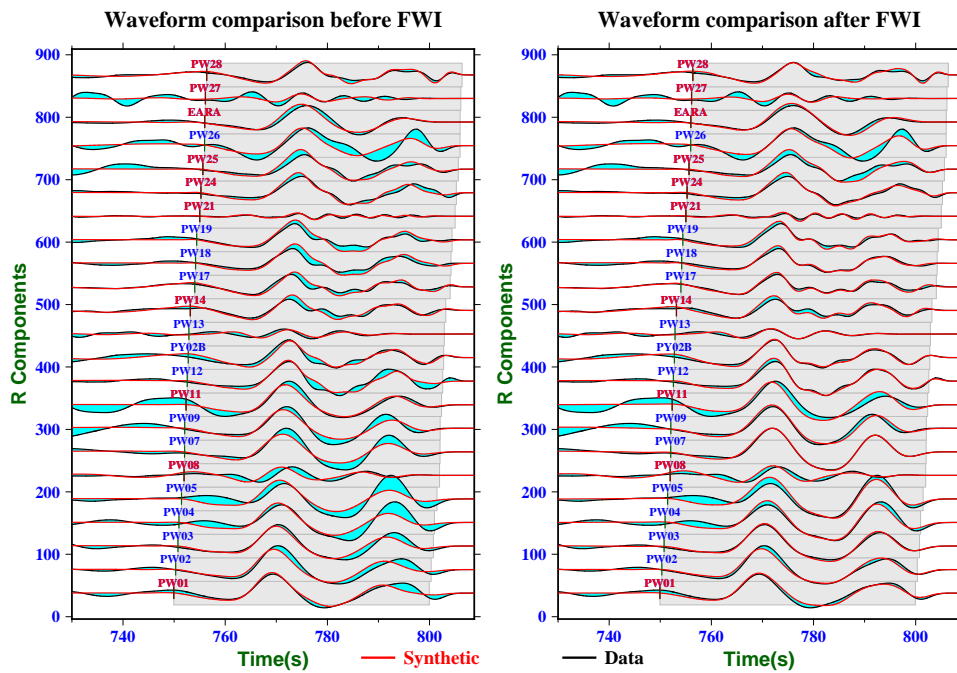 Waveform comparison before FWI
Waveform comparison after FWI
R Components
900
800
700
600
500
400
300
200
100
0
PW28
PW27
EARA
PW26
PW25
PW24
PW21
PW19
PW18
PW17
PW14
PW13
PY02B
PW12
PW11
PW09
PW07
PW08
PW05
PW04
PW03
PW02
PW01
740
760
780
800
Time(s)
R Components
900
800
700
600
500
400
300
200
100
0
PW28
PW27
EARA
PW26
PW25
PW24
PW21
PW19
PW18
PW17
PW14
PW13
PY02B
PW12
PW11
PW09
PW07
PW08
PW05
PW04
PW03
PW02
PW01
740
760
780
800
Time(s)
Synthetic
Data